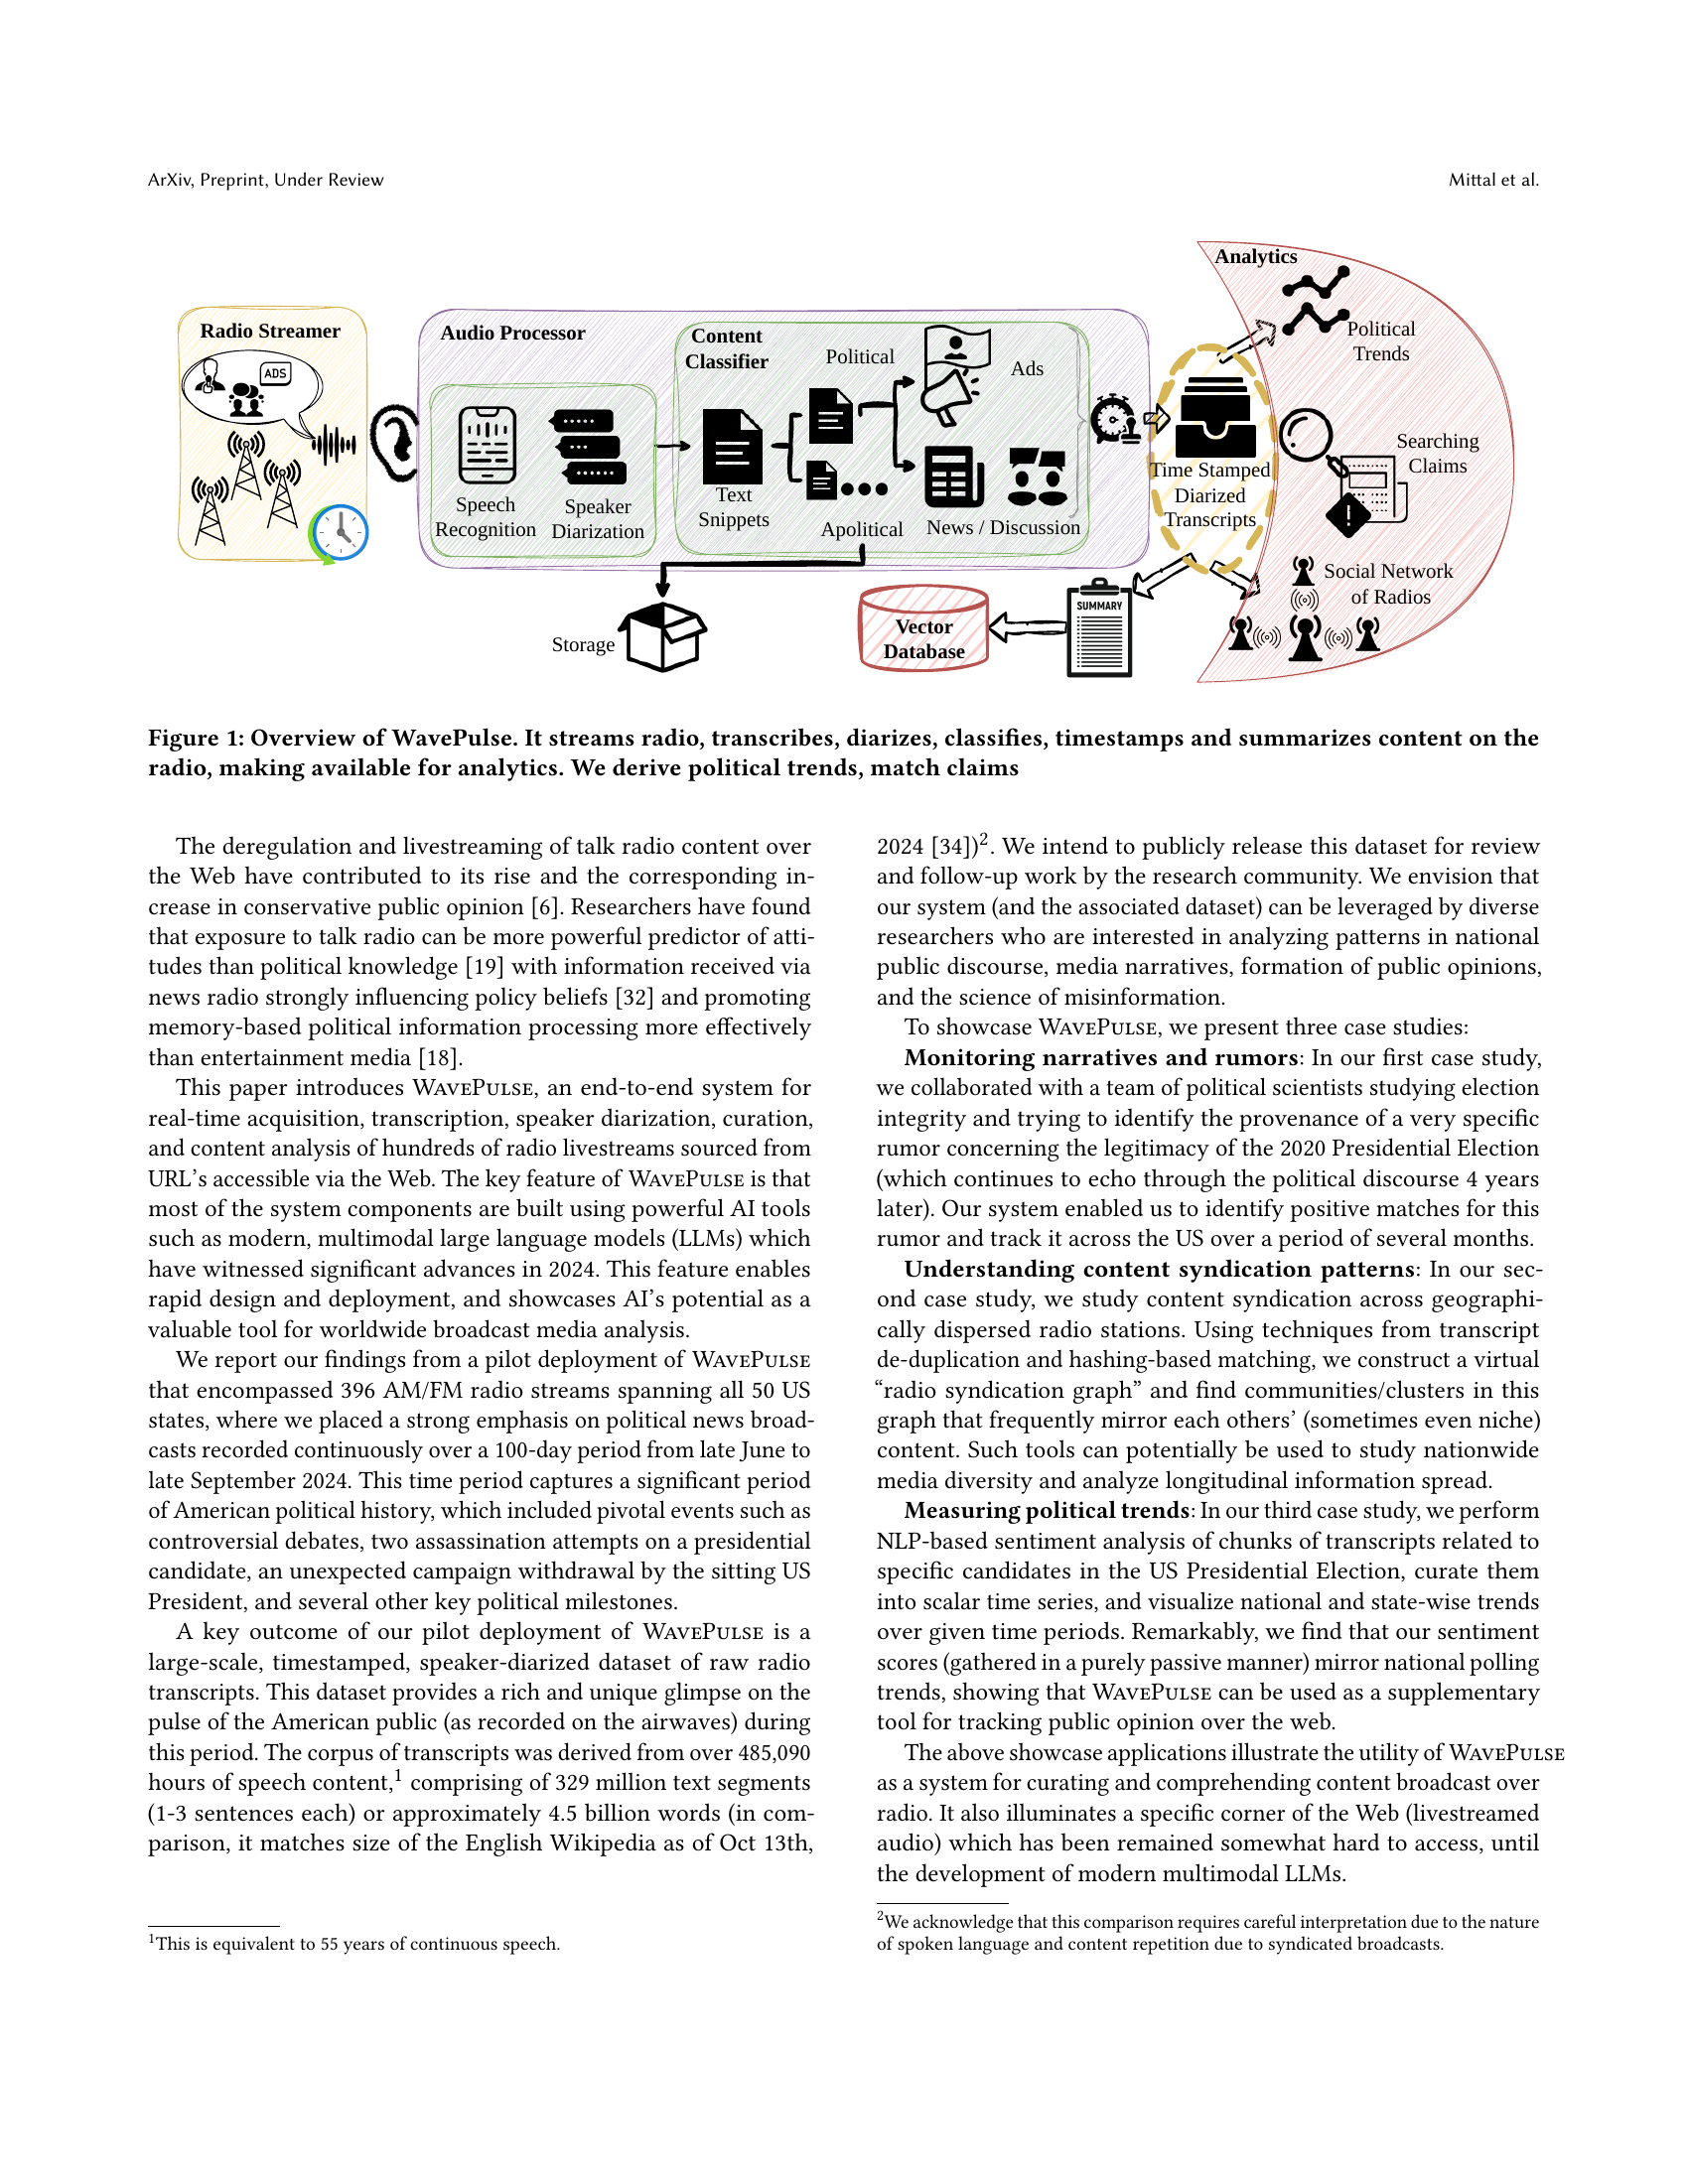 ArXiv, Preprint, Under Review
Mittal et al.
Radio Streamer
ADS
Audio Processor
Speech
Recognition
Speaker
Diarization
Content
Classifier
Text
Snippets
Political
Apolitical
Ads
News / Discussion
Storage
Time Stamped
Diarized
Transcripts
SUMMARY
Vector
Database
Analytics
Political
Trends
Searching
Claims
!
Social Network
of Radios
Figure 1: Overview of WavePulse. It streams radio, transcribes, diarizes, classifies, timestamps and summarizes content on the
radio, making available for analytics. We derive political trends, match claims
The deregulation and livestreaming of talk radio content over
the Web have contributed to its rise and the corresponding in-
crease in conservative public opinion [6]. Researchers have found
that exposure to talk radio can be more powerful predictor of atti-
tudes than political knowledge [19] with information received via
news radio strongly influencing policy beliefs [32] and promoting
memory-based political information processing more effectively
than entertainment media [18].
This paper introduces WavePulse, an end-to-end system for
real-time acquisition, transcription, speaker diarization, curation,
and content analysis of hundreds of radio livestreams sourced from
URL's accessible via the Web. The key feature of WavePulse is that
most of the system components are built using powerful AI tools
such as modern, multimodal large language models (LLMs) which
have witnessed significant advances in 2024. This feature enables
rapid design and deployment, and showcases AI's potential as a
valuable tool for worldwide broadcast media analysis.
We report our findings from a pilot deployment of WavePulse
that encompassed 396 AM/FM radio streams spanning all 50 US
states, where we placed a strong emphasis on political news broad-
casts recorded continuously over a 100-day period from late June to
late September 2024. This time period captures a significant period
of American political history, which included pivotal events such as
controversial debates, two assassination attempts on a presidential
candidate, an unexpected campaign withdrawal by the sitting US
President, and several other key political milestones.
A key outcome of our pilot deployment of WavePulse is a
large-scale, timestamped, speaker-diarized dataset of raw radio
transcripts. This dataset provides a rich and unique glimpse on the
pulse of the American public (as recorded on the airwaves) during
this period. The corpus of transcripts was derived from over 485,090
hours of speech content,1 comprising of 329 million text segments
(1-3 sentences each) or approximately 4.5 billion words (in com-
parison, it matches size of the English Wikipedia as of Oct 13th,
1This is equivalent to 55 years of continuous speech.
2024 [34])2. We intend to publicly release this dataset for review
and follow-up work by the research community. We envision that
our system (and the associated dataset) can be leveraged by diverse
researchers who are interested in analyzing patterns in national
public discourse, media narratives, formation of public opinions,
and the science of misinformation.
To showcase WavePulse, we present three case studies:
Monitoring narratives and rumors: In our first case study,
we collaborated with a team of political scientists studying election
integrity and trying to identify the provenance of a very specific
rumor concerning the legitimacy of the 2020 Presidential Election
(which continues to echo through the political discourse 4 years
later). Our system enabled us to identify positive matches for this
rumor and track it across the US over a period of several months.
Understanding content syndication patterns: In our sec-
ond case study, we study content syndication across geographi-
cally dispersed radio stations. Using techniques from transcript
de-duplication and hashing-based matching, we construct a virtual
“radio syndication graph” and find communities/clusters in this
graph that frequently mirror each others’ (sometimes even niche)
content. Such tools can potentially be used to study nationwide
media diversity and analyze longitudinal information spread.
Measuring political trends: In our third case study, we perform
NLP-based sentiment analysis of chunks of transcripts related to
specific candidates in the US Presidential Election, curate them
into scalar time series, and visualize national and state-wise trends
over given time periods. Remarkably, we find that our sentiment
scores (gathered in a purely passive manner) mirror national polling
trends, showing that WavePulse can be used as a supplementary
tool for tracking public opinion over the web.
The above showcase applications illustrate the utility of WavePulse
as a system for curating and comprehending content broadcast over
radio. It also illuminates a specific corner of the Web (livestreamed
audio) which has been remained somewhat hard to access, until
the development of modern multimodal LLMs.
2We acknowledge that this comparison requires careful interpretation due to the nature
of spoken language and content repetition due to syndicated broadcasts.